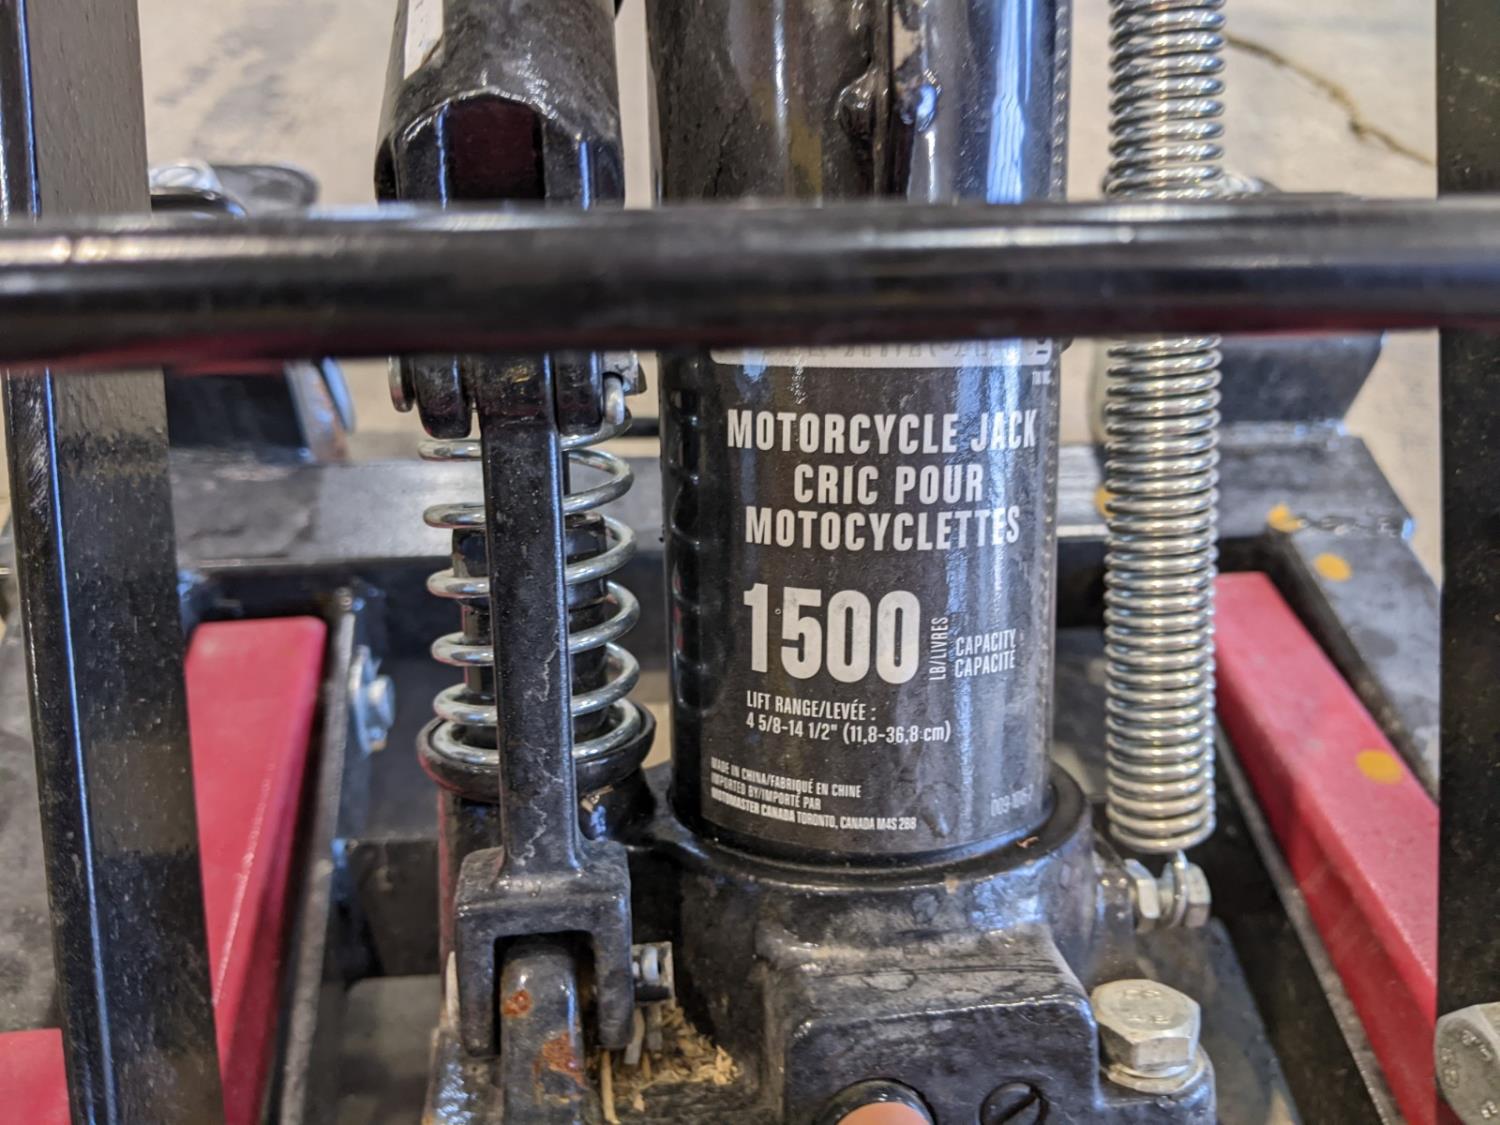 MOTORCYCLE JACK
CRIC POUR
MOTOCYCLETTES
1500
LB/LIVRES
CAPACITY
CAPACITÉ
LIFT RANGE/LEVÉE :
4 5/8-14 1/2" (11,8-36,8 cm)
MADE IN CHINA/FABRIQUÉ EN CHINE
IMPORTED BY/IMPORTÉ PAR
MOTOMASTER CANADA TORONTO, CANADA M4S 2B8